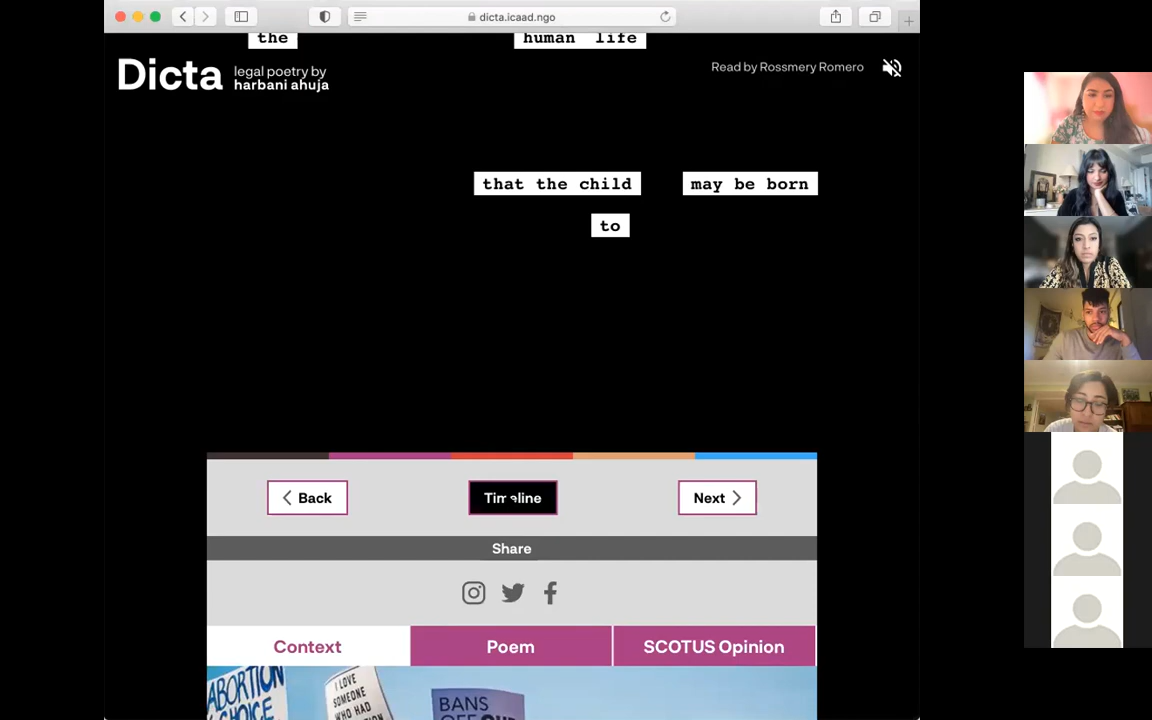 dicta.icaad.ngo
the human life
Dicta legal poetry by
harbani ahuja
Read by Rossmery Romero
that the child may be born
to
Back Timeline Next
Share
Context Poem SCOTUS Opinion
ABORTION
CHOICE
I LOVE
SOMEONE
WHO HAD
BANS
OFF OUR